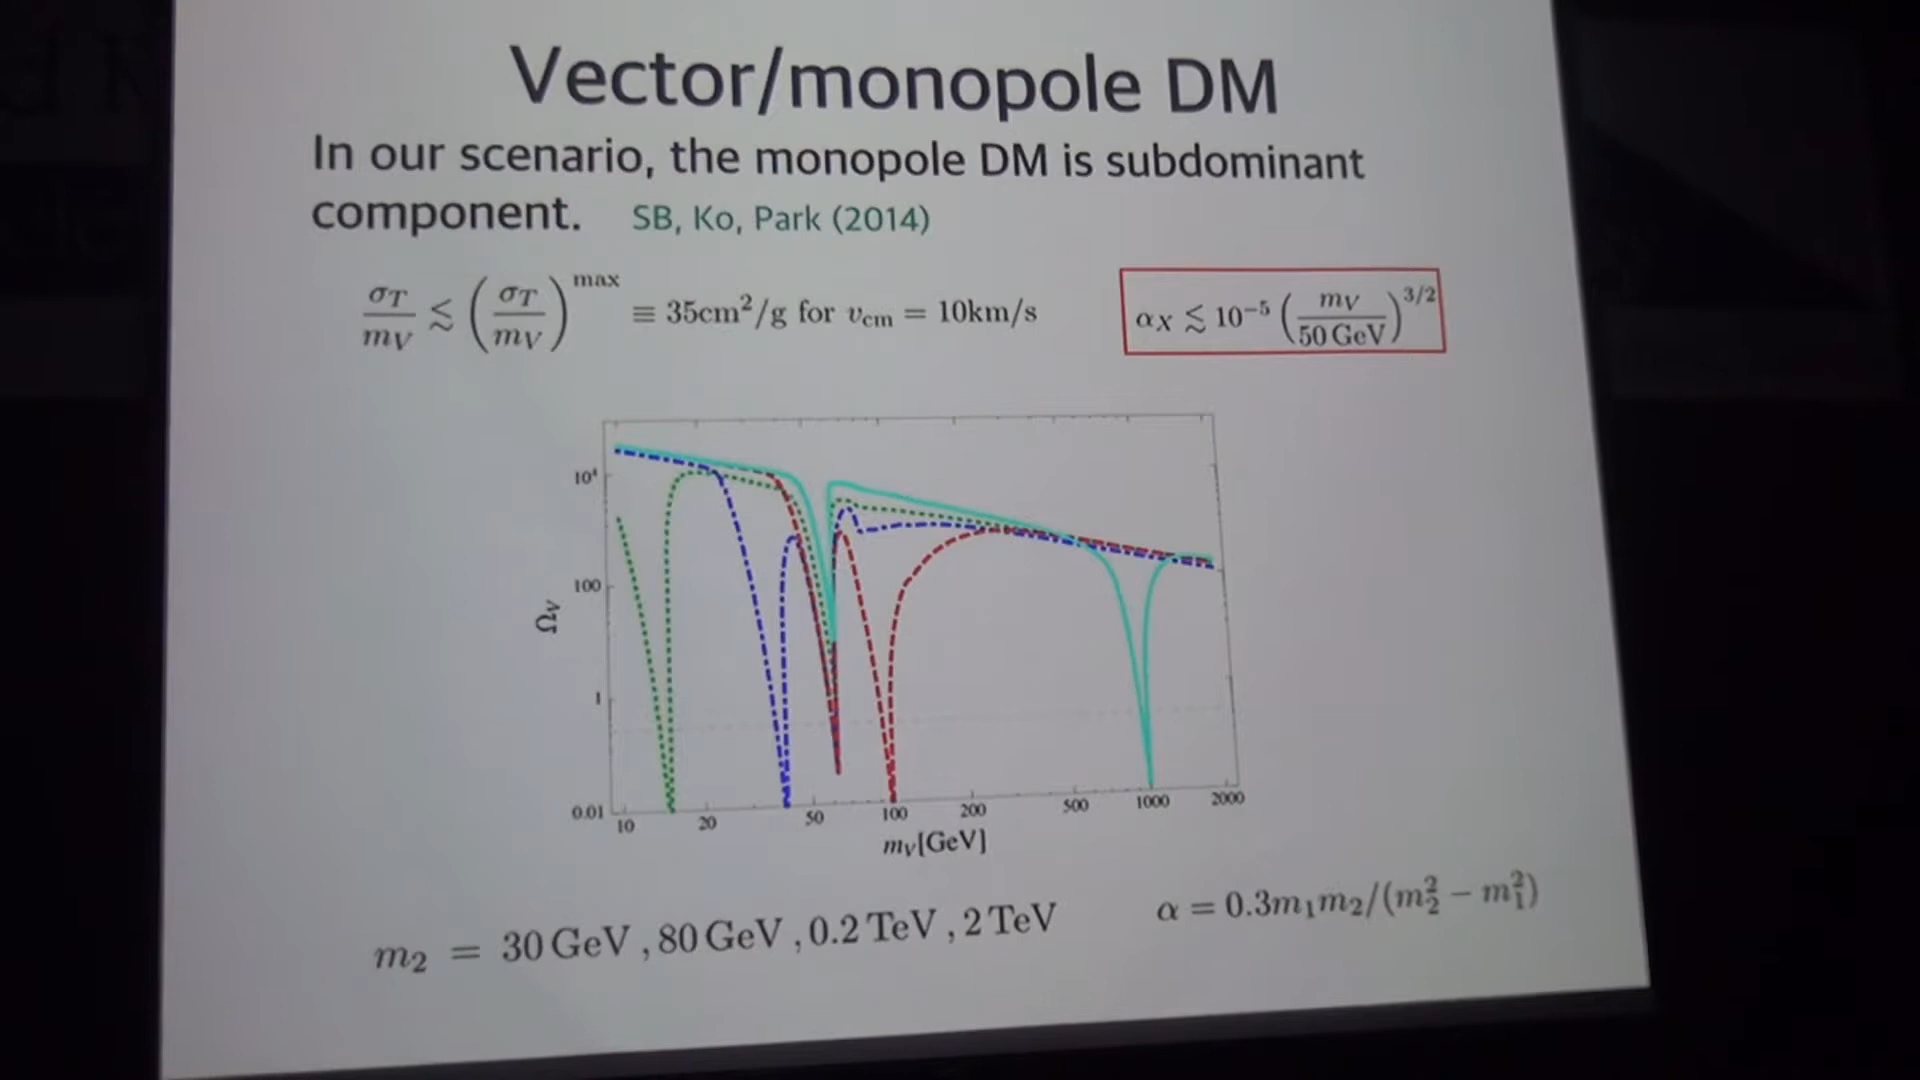 Vector/monopole DM
In our scenario, the monopole DM is subdominant
component. SB, Ko, Park (2014)
σT/mV ≲ (σT/mV)^max ≡ 35cm²/g for vcm = 10km/s
αX ≲ 10⁻⁵ (mV/50 GeV)^3/2
10⁴
100
1
0.01
ΩV
10 20 50 100 200 500 1000 2000
mV[GeV]
m₂ = 30 GeV , 80 GeV , 0.2 TeV , 2 TeV
α = 0.3m₁m₂/(m₂² − m₁²)